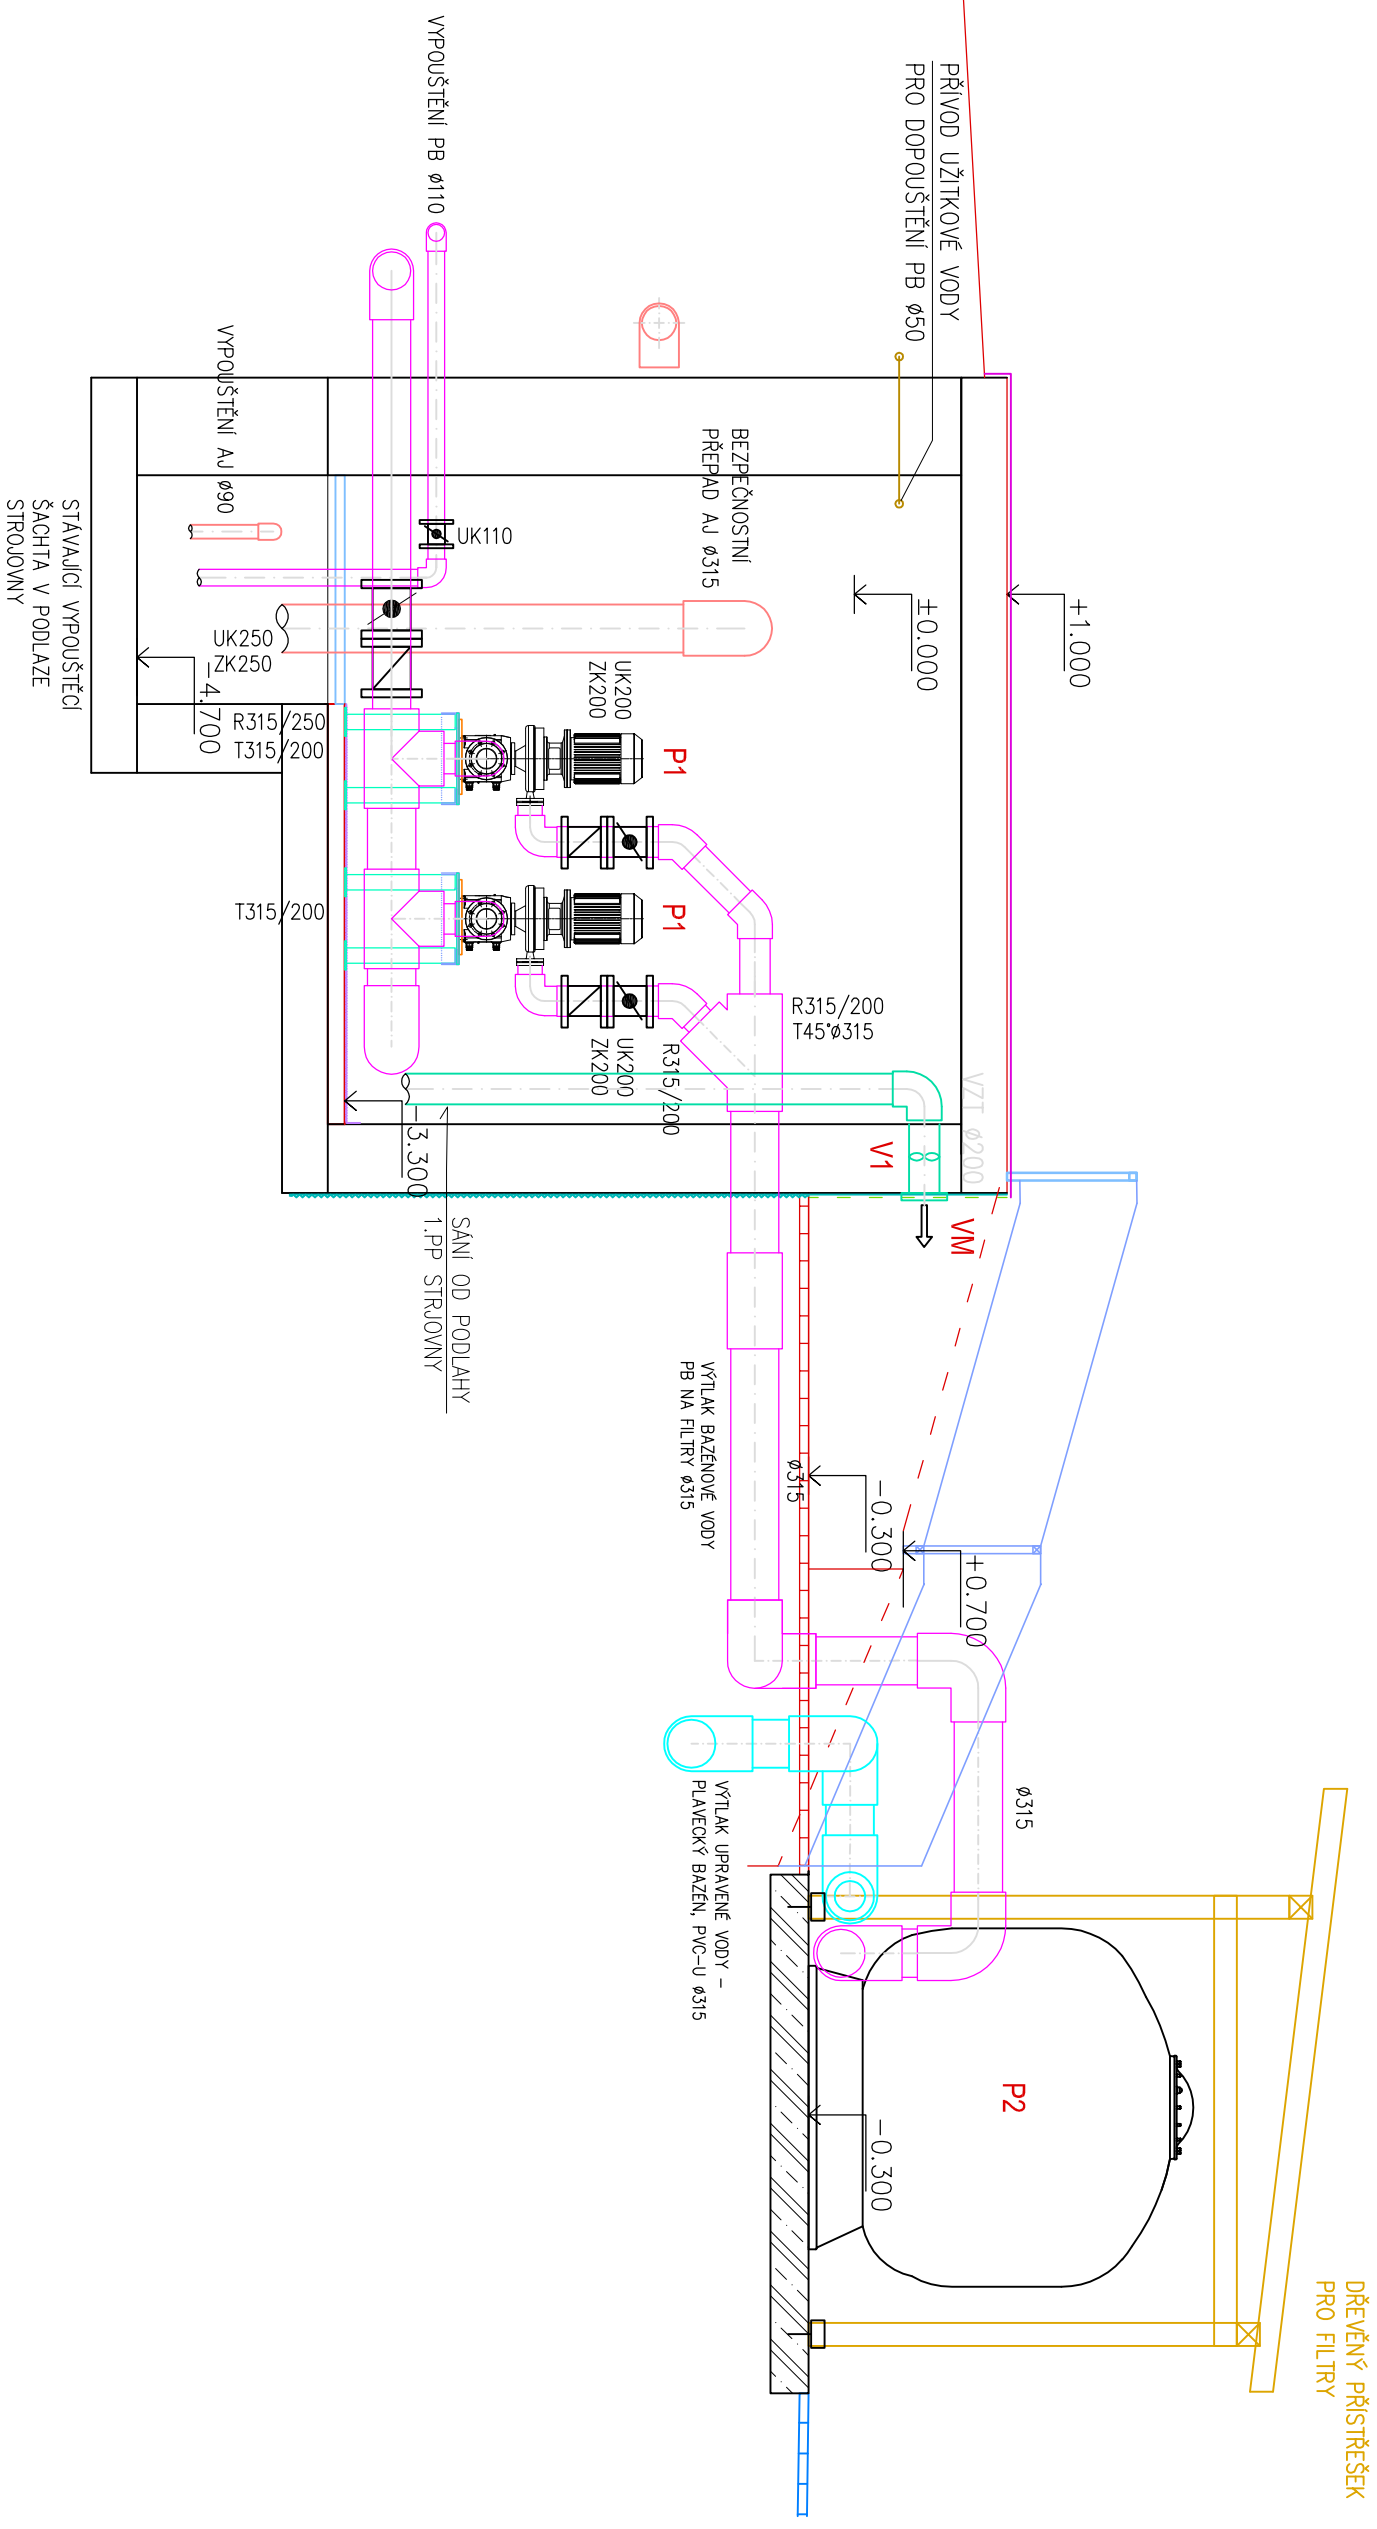 PŘÍVOD UŽITKOVÉ VODY
PRO DOPOUŠTĚNÍ PB ø50
VYPOUŠTĚNÍ PB ø110
+1.000
±0.000
BEZPEČNOSTNÍ
PŘEPAD AJ ø315
UK110
VYPOUŠTĚNÍ AJ ø90
STÁVAJÍCÍ VYPOUŠTĚCÍ
ŠACHTA V PODLAZE
STROJOVNY
-4.700
UK250
ZK250
R315/250
T315/200
UK200
ZK200
P1
T315/200
P1
R315/200
T45°ø315
UK200
ZK200
R315/200
VZT ø200
V1
VM
-3.300
SÁNÍ OD PODLAHY
1.PP STRJOVNY
VÝTLAK BAZÉNOVÉ VODY
PB NA FILTRY ø315
ø315
-0.300
+0.700
ø315
VÝTLAK UPRAVENÉ VODY –
PLAVECKÝ BAZÉN, PVC-U ø315
P2
-0.300
DŘEVĚNÝ PŘÍSTŘEŠEK
PRO FILTRY